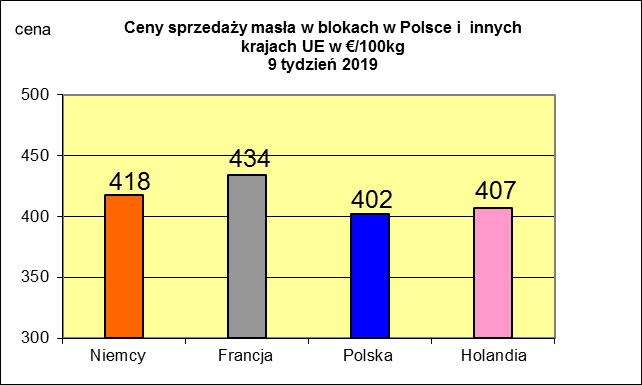 cena
Ceny sprzedaży masła w blokach w Polsce i  innych
krajach UE w €/100kg
9 tydzień 2019
500
450
400
350
300
418
434
402
407
Niemcy
Francja
Polska
Holandia